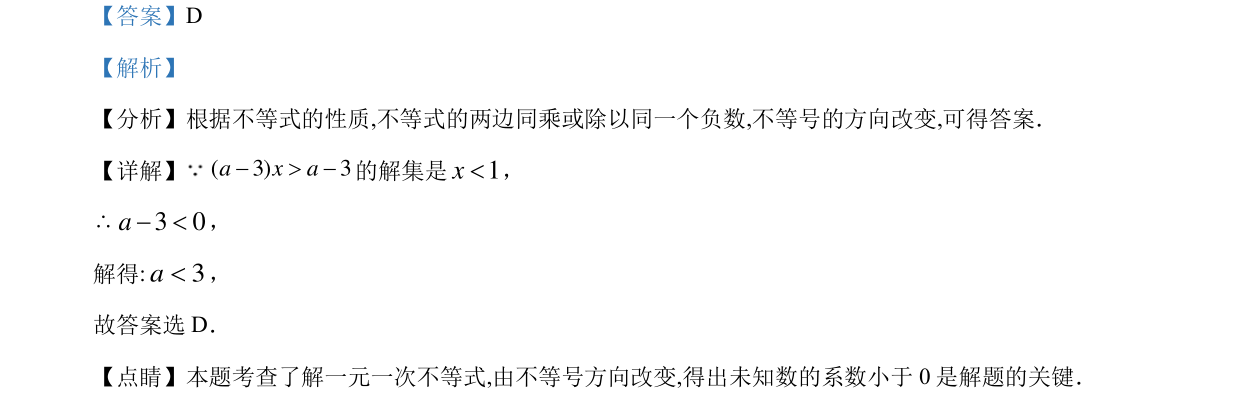 【答案】D
【解析】
【分析】根据不等式的性质,不等式的两边同乘或除以同一个负数,不等号的方向改变,可得答案.
【详解】∵(a−3)x>a−3的解集是x<1,
∴a−3<0,
解得:a<3,
故答案选 D.
【点睛】本题考查了解一元一次不等式,由不等号方向改变,得出未知数的系数小于 0 是解题的关键.